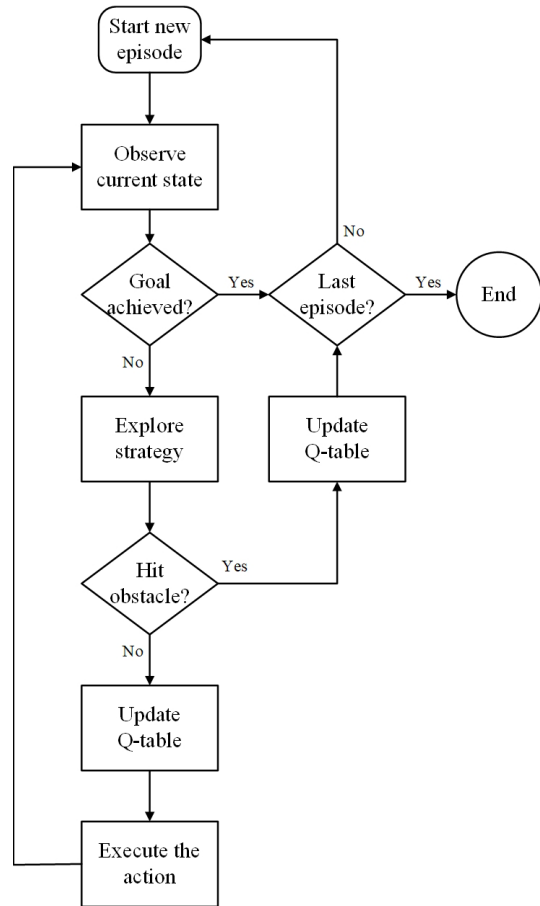 Start new
episode
Observe
current state
No
Goal
achieved?
Yes
Last
episode?
Yes
End
No
Explore
strategy
Update
Q-table
Hit
obstacle?
Yes
No
Update
Q-table
Execute the
action